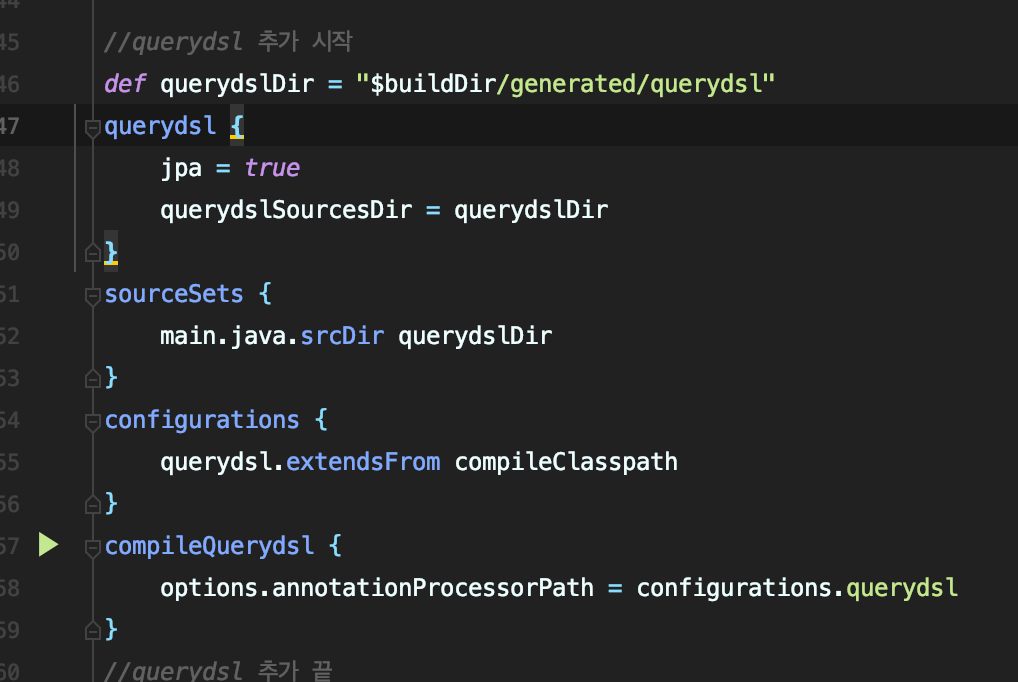 44
45 //querydsl 추가 시작
46 def querydslDir = "$buildDir/generated/querydsl"
47 querydsl {
48 jpa = true
49 querydslSourcesDir = querydslDir
50 }
51 sourceSets {
52 main.java.srcDir querydslDir
53 }
54 configurations {
55 querydsl.extendsFrom compileClasspath
56 }
57 compileQuerydsl {
58 options.annotationProcessorPath = configurations.querydsl
59 }
60 //querydsl 추가 끝